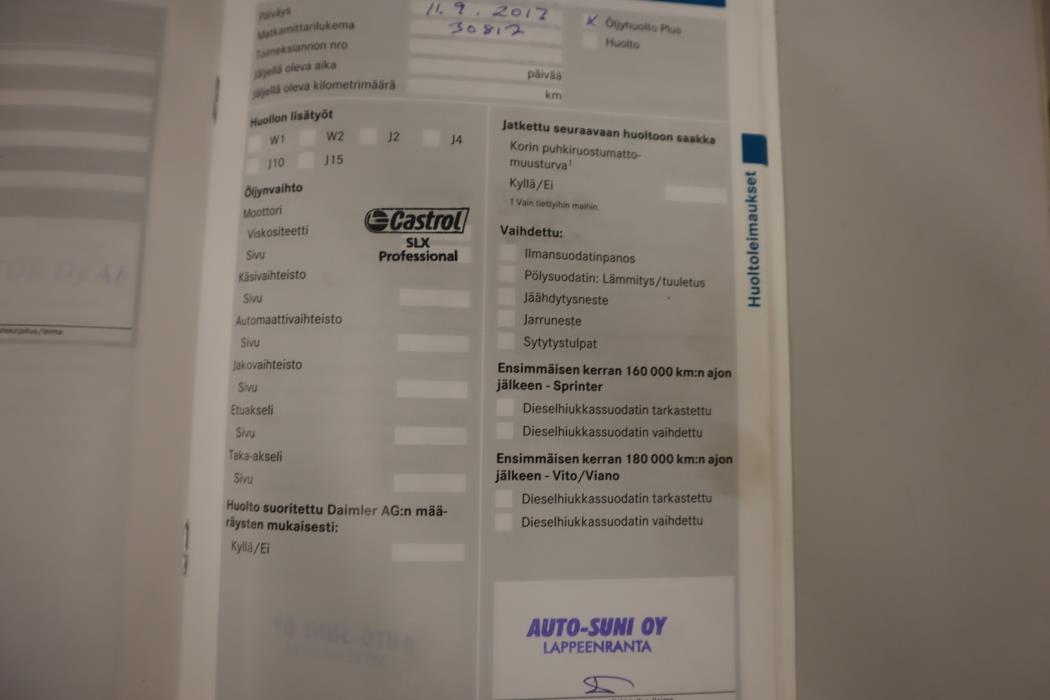 Päiväys 11.9.2017
Matkamittarilukema 30817
Toimeksiannon nro
Jäljellä oleva aika päivää
Jäljellä oleva kilometrimäärä km
X Öljyhuolto Plus
Huolto
Huollon lisätyöt
W1 W2 J2 J4
J10 J15
Öljynvaihto
Moottori
Viskositeetti
Sivu
Castrol
SLX
Professional
Käsivaihteisto
Sivu
Automaattivaihteisto
Sivu
Jakovaihteisto
Sivu
Etuakseli
Sivu
Taka-akseli
Sivu
Huolto suoritettu Daimler AG:n mää-
räysten mukaisesti:
Kyllä/Ei
Jatkettu seuraavaan huoltoon saakka
Korin puhkiruostumatto-
muusturva¹
Kyllä/Ei
1 Vain tiettyihin maihin.
Vaihdettu:
Ilmansuodatinpanos
Pölysuodatin: Lämmitys/tuuletus
Jäähdytysneste
Jarruneste
Sytytystulpat
Ensimmäisen kerran 160 000 km:n ajon
jälkeen - Sprinter
Dieselhiukkassuodatin tarkastettu
Dieselhiukkassuodatin vaihdettu
Ensimmäisen kerran 180 000 km:n ajon
jälkeen - Vito/Viano
Dieselhiukkassuodatin tarkastettu
Dieselhiukkassuodatin vaihdettu
AUTO-SUNI OY
LAPPEENRANTA
Huoltoleimaukset